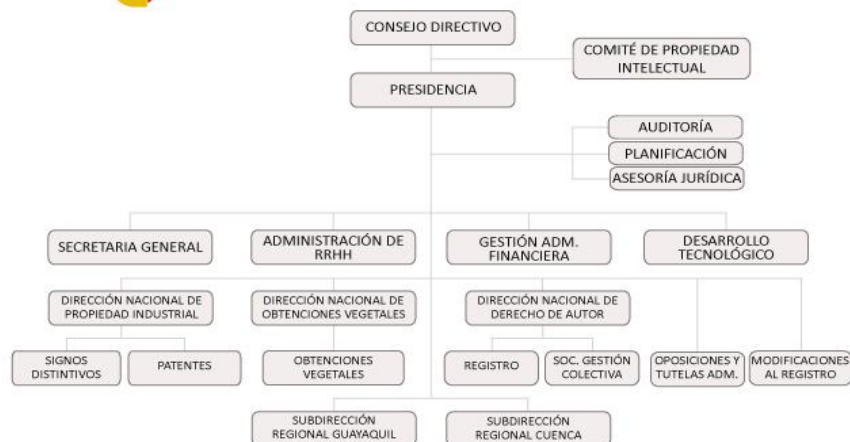 CONSEJO DIRECTIVO
COMITÉ DE PROPIEDAD
INTELECTUAL
PRESIDENCIA
AUDITORÍA
PLANIFICACIÓN
ASESORÍA JURÍDICA
SECRETARIA GENERAL
ADMINISTRACIÓN DE
RRHH
GESTIÓN ADM.
FINANCIERA
DESARROLLO
TECNOLÓGICO
DIRECCIÓN NACIONAL DE
PROPIEDAD INDUSTRIAL
DIRECCIÓN NACIONAL DE
OBTENCIONES VEGETALES
DIRECCIÓN NACIONAL DE
DERECHO DE AUTOR
SIGNOS
DISTINTIVOS
PATENTES
OBTENCIONES
VEGETALES
REGISTRO
SOC. GESTIÓN
COLECTIVA
OPOSICIONES Y
TUTELAS ADM.
MODIFICACIONES
AL REGISTRO
SUBDIRECCIÓN
REGIONAL GUAYAQUIL
SUBDIRECCIÓN
REGIONAL CUENCA